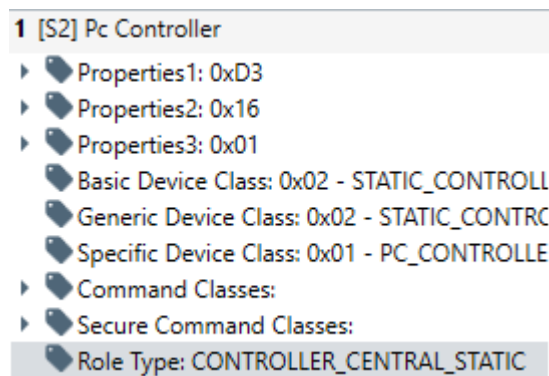 1 [S2] Pc Controller
Properties1: 0xD3
Properties2: 0x16
Properties3: 0x01
Basic Device Class: 0x02 - STATIC_CONTROLL
Generic Device Class: 0x02 - STATIC_CONTRC
Specific Device Class: 0x01 - PC_CONTROLLE
Command Classes:
Secure Command Classes:
Role Type: CONTROLLER_CENTRAL_STATIC